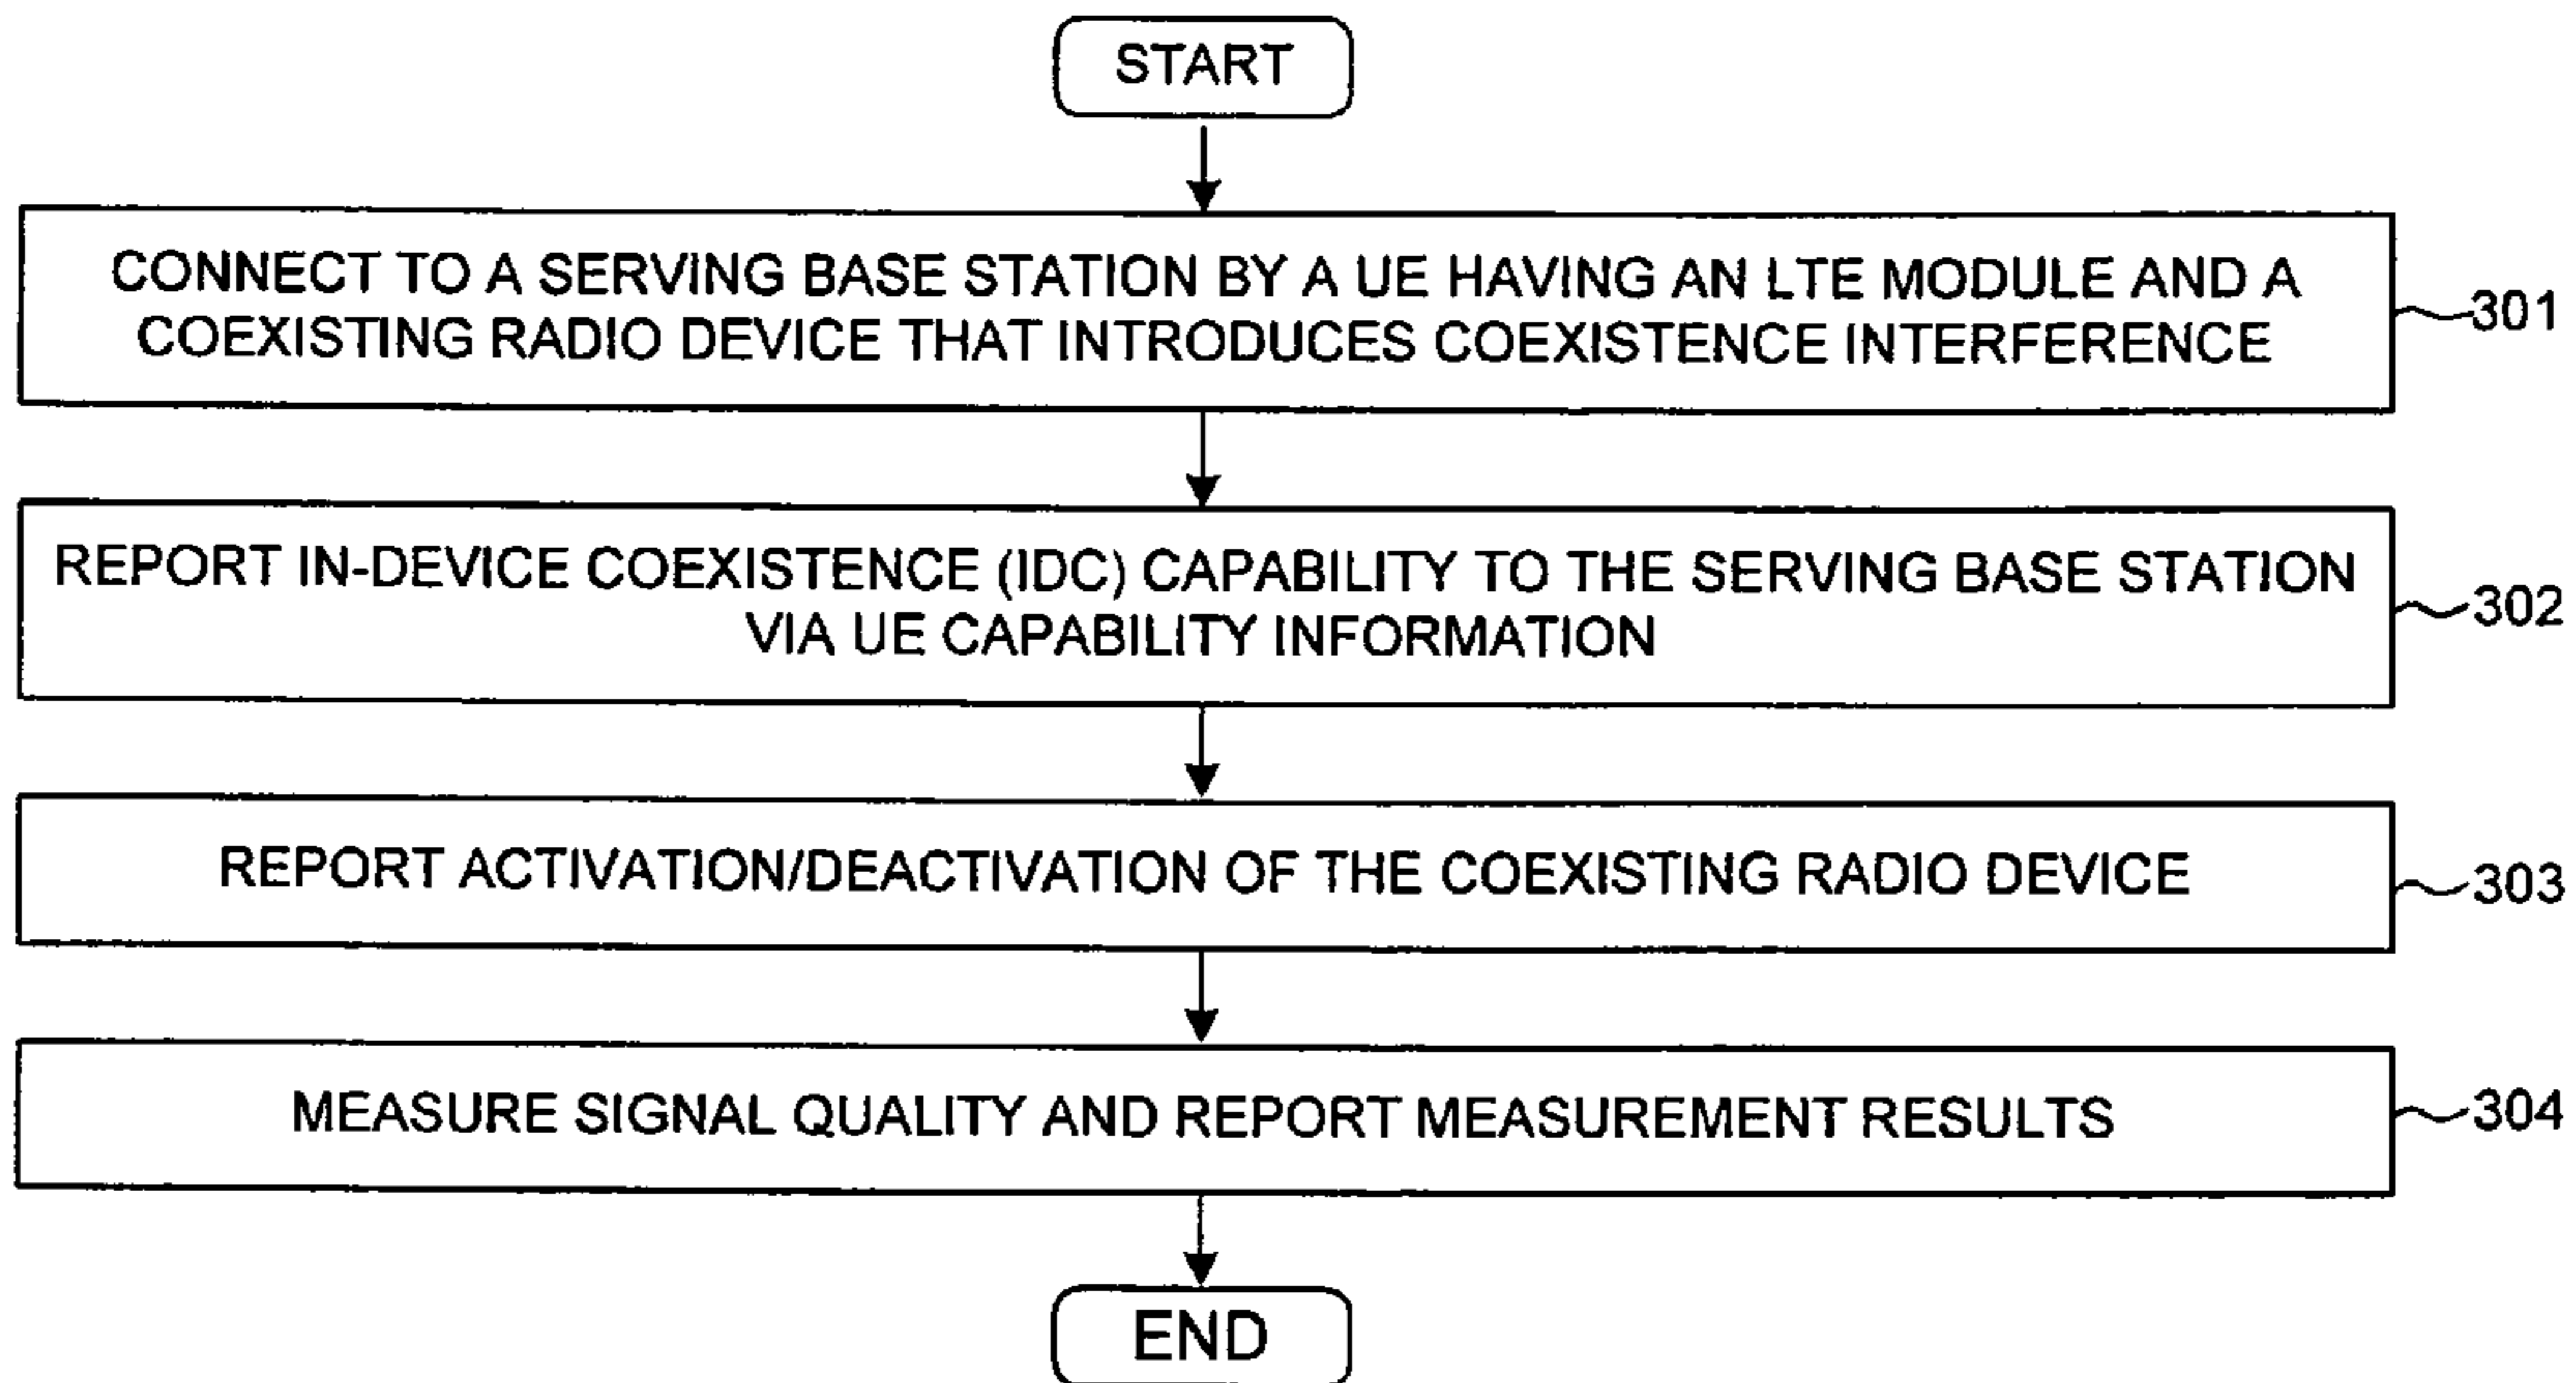 START
CONNECT TO A SERVING BASE STATION BY A UE HAVING AN LTE MODULE AND A
COEXISTING RADIO DEVICE THAT INTRODUCES COEXISTENCE INTERFERENCE
301
REPORT IN-DEVICE COEXISTENCE (IDC) CAPABILITY TO THE SERVING BASE STATION
VIA UE CAPABILITY INFORMATION
302
REPORT ACTIVATION/DEACTIVATION OF THE COEXISTING RADIO DEVICE
303
MEASURE SIGNAL QUALITY AND REPORT MEASUREMENT RESULTS
304
END